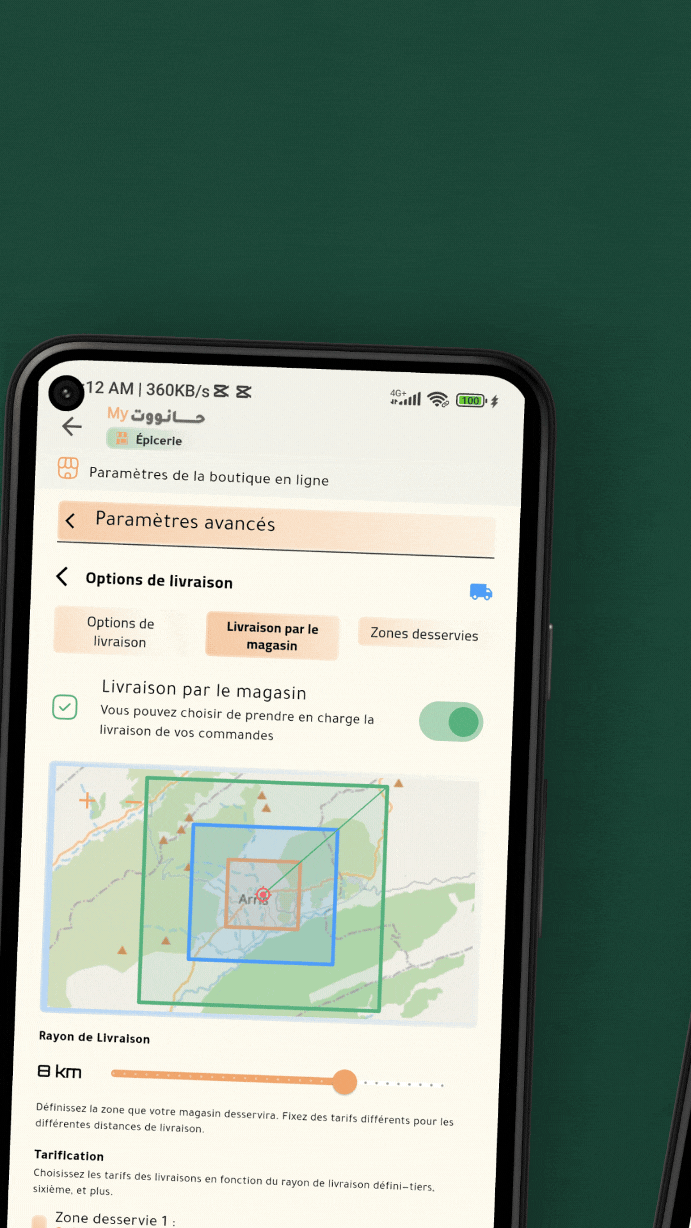 :12 AM | 360KB/s
4G+
100
My حـــانووت
Épicerie
Paramètres de la boutique en ligne
Paramètres avancés
Options de livraison
Options de livraison
Livraison par le magasin
Zones desservies
Livraison par le magasin
Vous pouvez choisir de prendre en charge la
livraison de vos commandes
+ −
Arris
Rayon de Livraison
8 km
Définissez la zone que votre magasin desservira. Fixez des tarifs différents pour les
différentes distances de livraison.
Tarification
Choisissez les tarifs des livraisons en fonction du rayon de livraison défini—tiers,
sixième, et plus.
Zone desservie 1 :